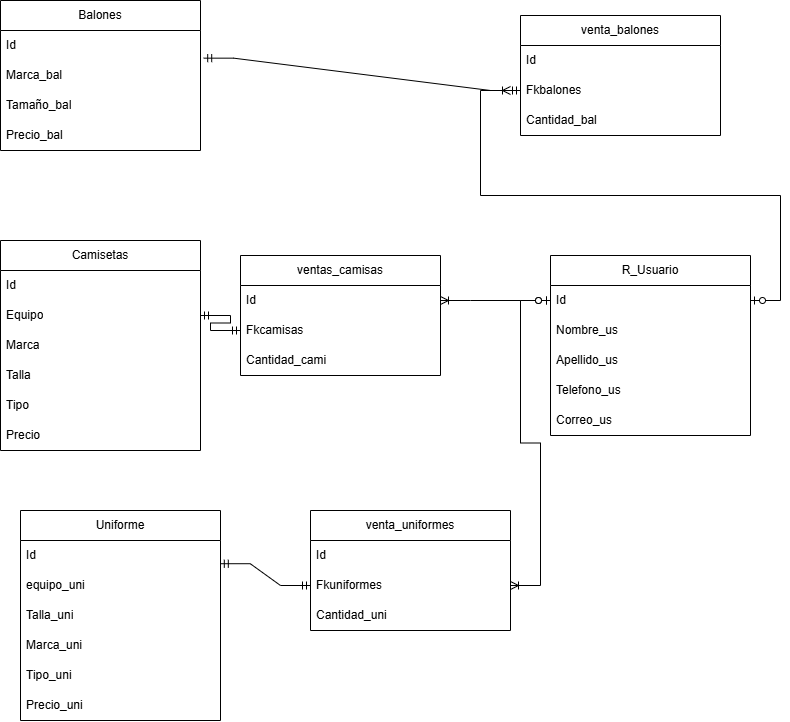 Balones
Id
Marca_bal
Tamaño_bal
Precio_bal
venta_balones
Id
Fkbalones
Cantidad_bal
Camisetas
Id
Equipo
Marca
Talla
Tipo
Precio
ventas_camisas
Id
Fkcamisas
Cantidad_cami
R_Usuario
Id
Nombre_us
Apellido_us
Telefono_us
Correo_us
Uniforme
Id
equipo_uni
Talla_uni
Marca_uni
Tipo_uni
Precio_uni
venta_uniformes
Id
Fkuniformes
Cantidad_uni